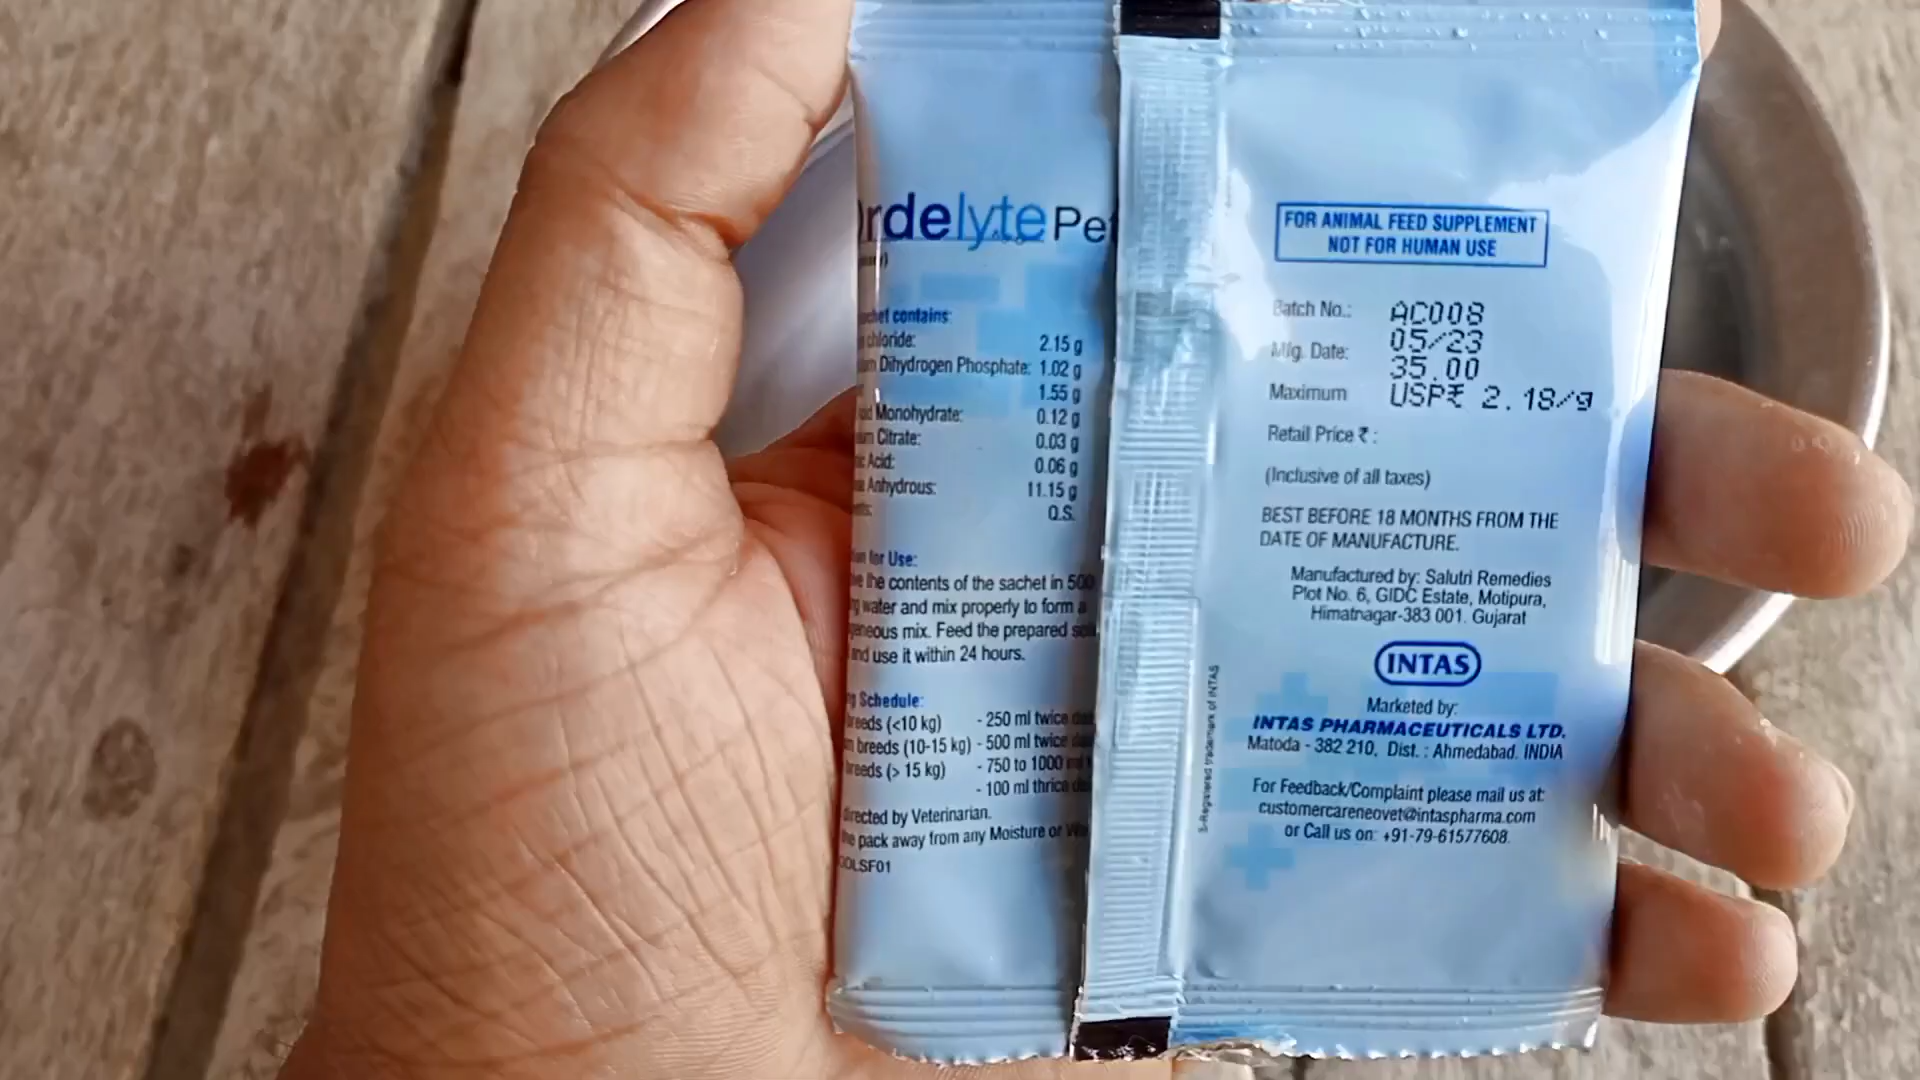 rdelyte Pet
contains:
chloride: 2.15 g
Dihydrogen Phosphate: 1.02 g
1.55 g
Monohydrate: 0.12 g
Citrate: 0.03 g
Acid: 0.06 g
Anhydrous: 11.15 g
Q.S.
for Use:
the contents of the sachet in 500
water and mix properly to form a
Feed the prepared
and use it within 24 hours.
Schedule:
breeds (<10 kg) - 250 ml twice
breeds (10-15 kg) - 500 ml twice
breeds (> 15 kg) - 750 to 1000
- 100 ml thrice
directed by Veterinarian.
pack away from any Moisture or
OLSF01
S-Registered trademark of INTAS
FOR ANIMAL FEED SUPPLEMENT
NOT FOR HUMAN USE
Batch No.: AC008
Mfg. Date: 05/23
35.00
Maximum USP₹ 2.18/g
Retail Price ₹ :
(Inclusive of all taxes)
BEST BEFORE 18 MONTHS FROM THE
DATE OF MANUFACTURE.
Manufactured by: Salutri Remedies
Plot No. 6, GIDC Estate, Motipura,
Himatnagar-383 001. Gujarat
INTAS
Marketed by:
INTAS PHARMACEUTICALS LTD.
Matoda - 382 210, Dist. : Ahmedabad. INDIA
For Feedback/Complaint please mail us at:
customercareneovet@intaspharma.com
or Call us on: +91-79-61577608.